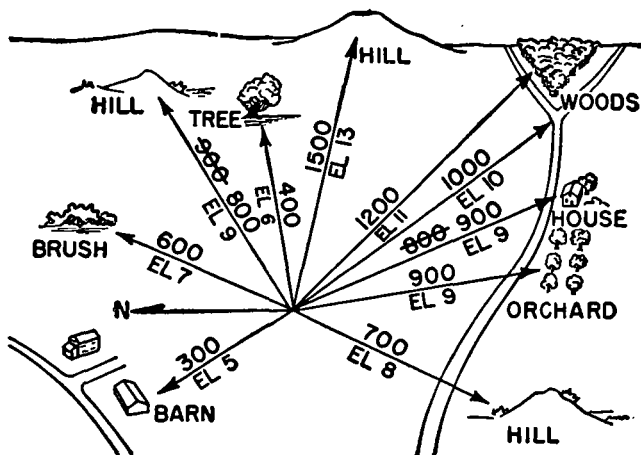 HILL
HILL
TREE
WOODS
900 800
EL 9
400
EL 6
1500
EL 13
1200
EL 11
1000
EL 10
800 900
EL 9
HOUSE
BRUSH
600
EL 7
900
EL 9
ORCHARD
N
300
EL 5
700
EL 8
BARN
HILL